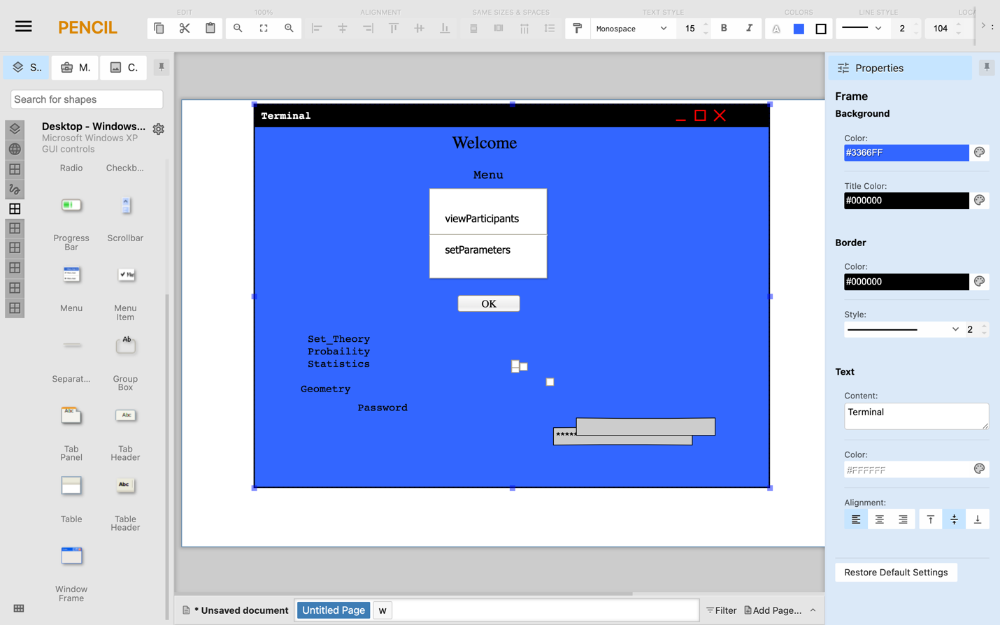 EDIT
100%
ALIGNMENT
SAME SIZES & SPACES
TEXT STYLE
COLORS
LINE STYLE
LOCA
PENCIL
Monospace
15
B
I
A
2
104
S..
M.
C.
Search for shapes
Desktop - Windows...
Microsoft Windows XP
GUI controls
Radio
Checkb...
Progress
Bar
Scrollbar
Menu
Menu
Item
Separat...
Group
Box
Tab
Panel
Tab
Header
Table
Table
Header
Window
Frame
Terminal
Welcome
Menu
viewParticipants
setParameters
OK
Set_Theory
Probaility
Statistics
Geometry
Password
*****
* Unsaved document
Untitled Page
w
Filter
Add Page...
Properties
Frame
Background
Color:
#3366FF
Title Color:
#000000
Border
Color:
#000000
Style:
2
Text
Content:
Terminal
Color:
#FFFFFF
Alignment:
Restore Default Settings